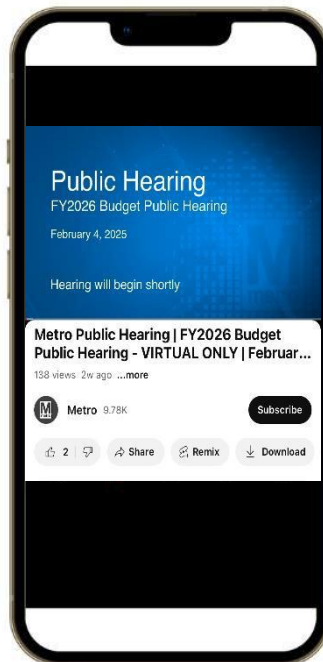 Public Hearing
FY2026 Budget Public Hearing
February 4, 2025
Hearing will begin shortly
Metro Public Hearing | FY2026 Budget
Public Hearing - VIRTUAL ONLY | Februar...
138 views 2w ago ...more
M
Metro 9.78K Subscribe
2 Share Remix Download